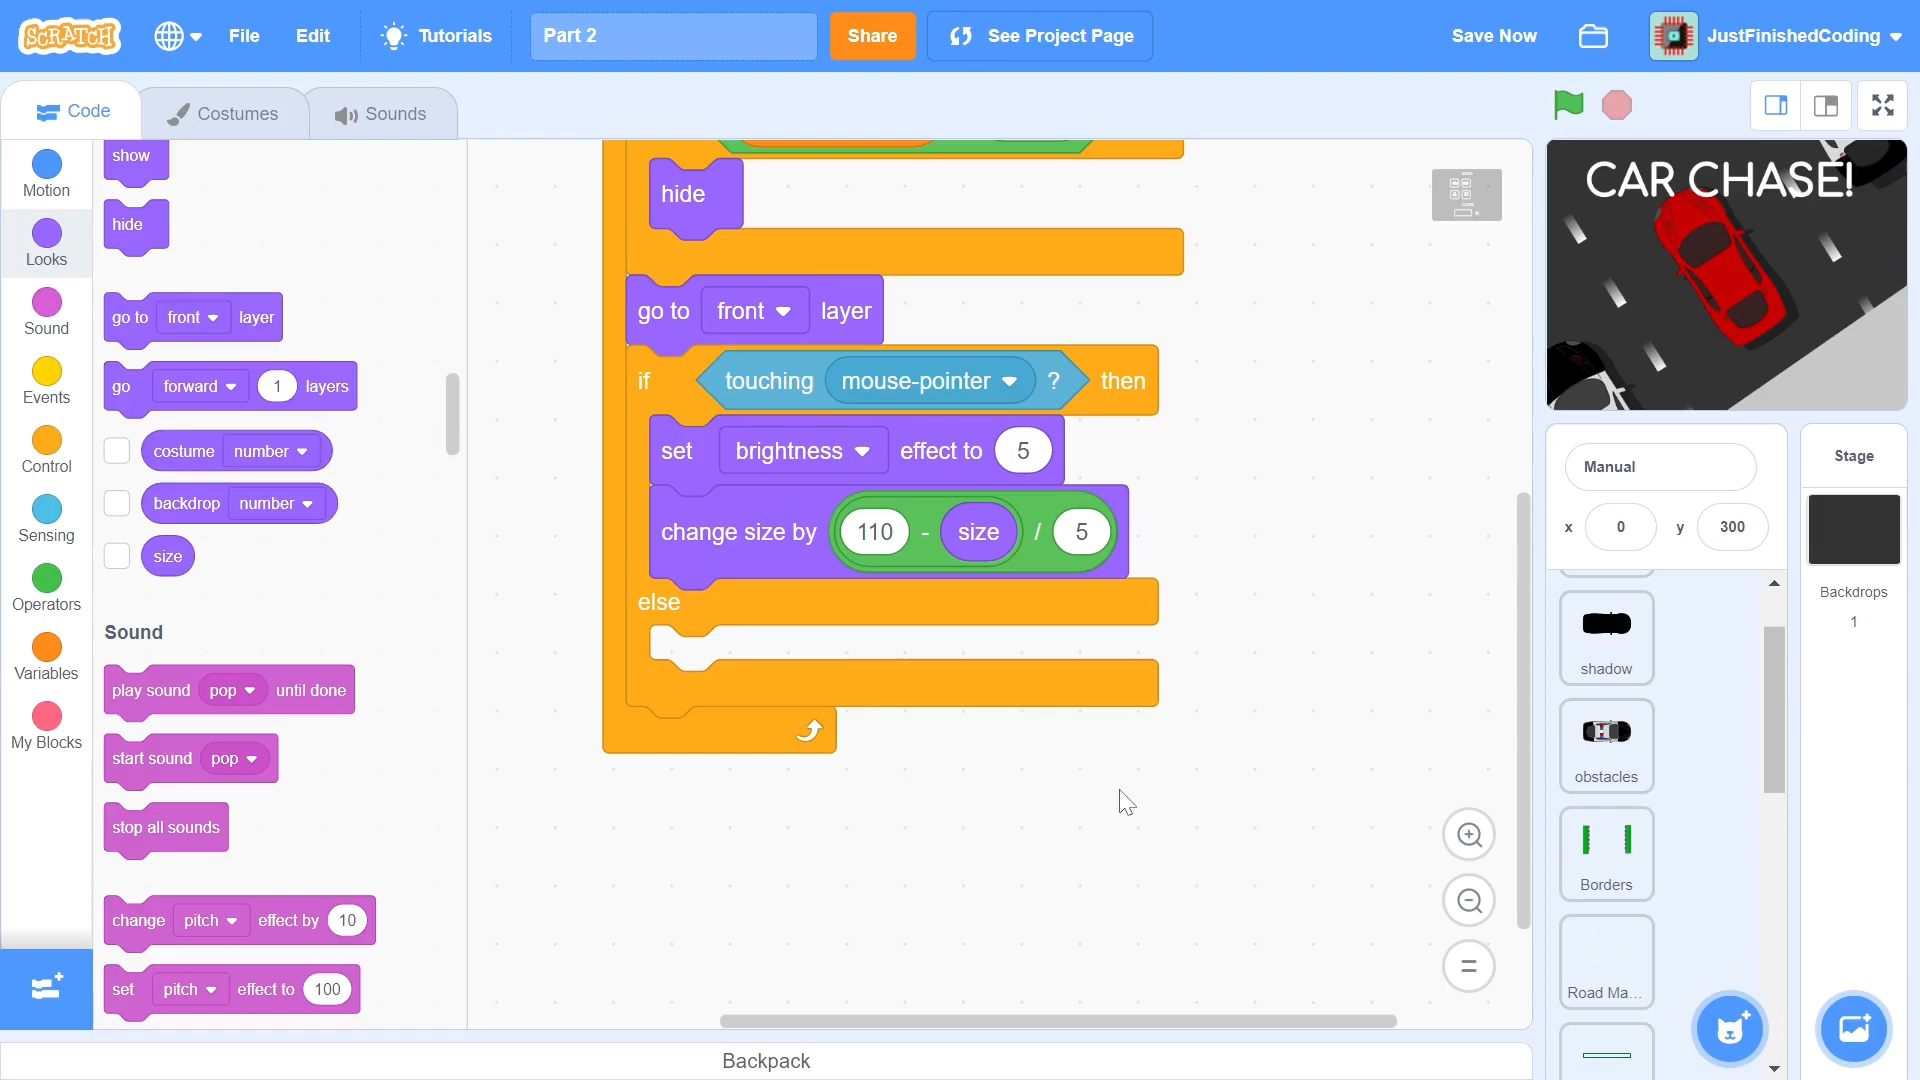 SCRATCH
File
Edit
Tutorials
Part 2
Share
See Project Page
Save Now
JustFinishedCoding
Code
Costumes
Sounds
Motion
Looks
Sound
Events
Control
Sensing
Operators
Variables
My Blocks
show
hide
go to front layer
go forward 1 layers
costume number
backdrop number
size
Sound
play sound pop until done
start sound pop
stop all sounds
change pitch effect by 10
set pitch effect to 100
hide
go to front layer
if touching mouse-pointer ? then
set brightness effect to 5
change size by 110 - size / 5
else
Backpack
CAR CHASE!
Manual
x 0 y 300
shadow
obstacles
Borders
Road Ma...
Stage
Backdrops
1